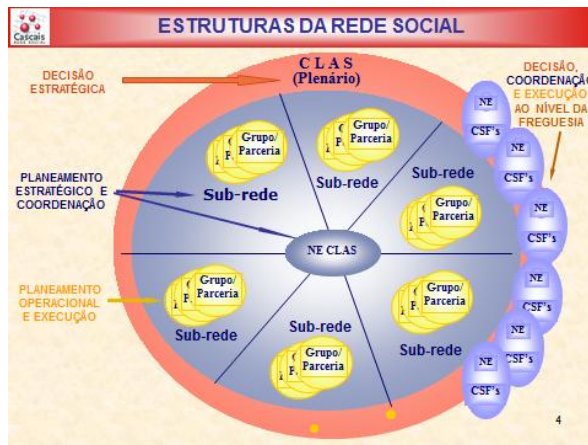 Cascais
REDE SOCIAL
ESTRUTURAS DA REDE SOCIAL
C L A S
(Plenário)
DECISÃO
ESTRATÉGICA
DECISÃO,
COORDENAÇÃO
E EXECUÇÃO
AO NÍVEL DA
FREGUESIA
PLANEAMENTO
ESTRATÉGICO E
COORDENAÇÃO
PLANEAMENTO
OPERACIONAL
E EXECUÇÃO
Grupo/
Parceria
Sub-rede
Grupo/
Parceria
Sub-rede
Sub-rede
Grupo/
Parceria
NE CLAS
Grupo/
Parceria
Sub-rede
Sub-rede
Grupo/
Parceria
Grupo/
Parceria
Sub-rede
NE
CSF's
NE
CSF's
NE
CSF's
NE
CSF's
NE
CSF's
NE
CSF's
4